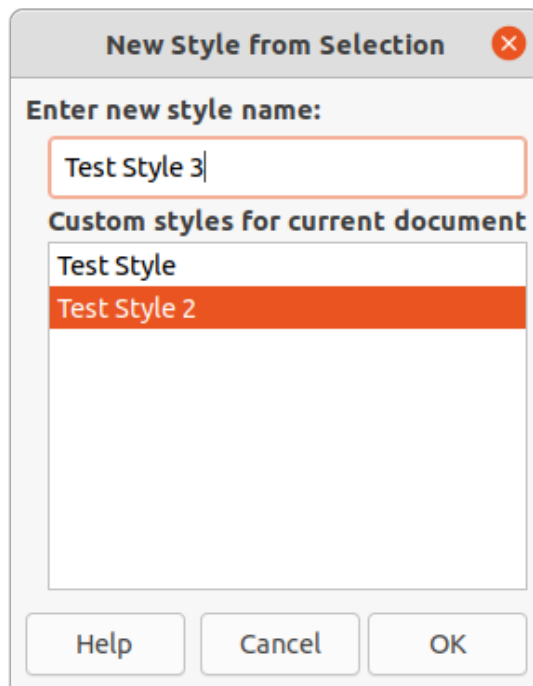 New Style from Selection
Enter new style name:
Test Style 3
Custom styles for current document
Test Style
Test Style 2
Help Cancel OK